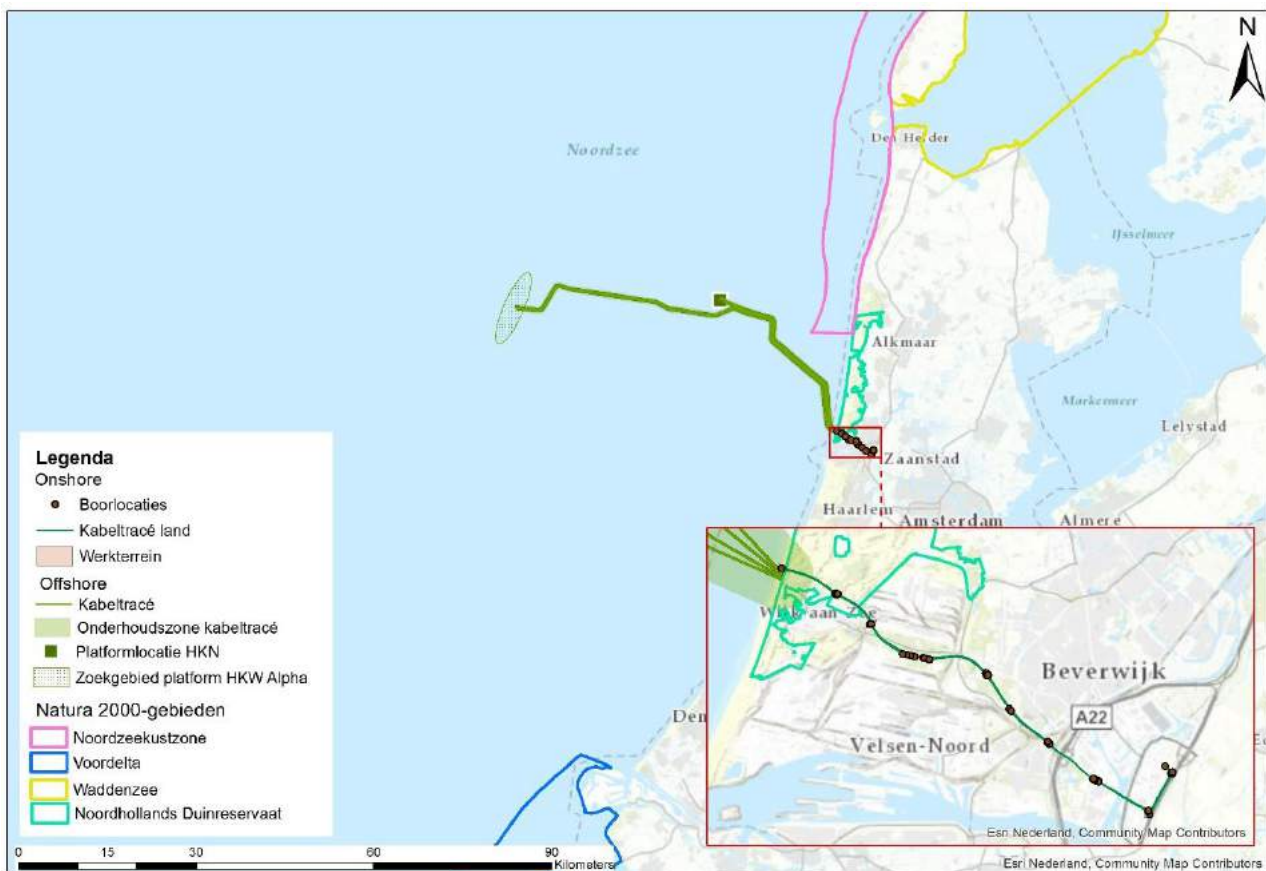 N
Noordzee
Den Helder
IJsselmeer
Alkmaar
Markermeer
Lelystad
Zaanstad
Haarlem
Amsterdam
Almere
Den
Legenda
Onshore
Boorlocaties
Kabeltracé land
Werkterrein
Offshore
Kabeltracé
Onderhoudszone kabeltracé
Platformlocatie HKN
Zoekgebied platform HKW Alpha
Natura 2000-gebieden
Noordzeekustzone
Voordelta
Waddenzee
Noordhollands Duinreservaat
Wijk aan Zee
Beverwijk
A22
Velsen-Noord
Esri Nederland, Community Map Contributors
0 15 30 60 90
Kilometers
Esri Nederland, Community Map Contributors